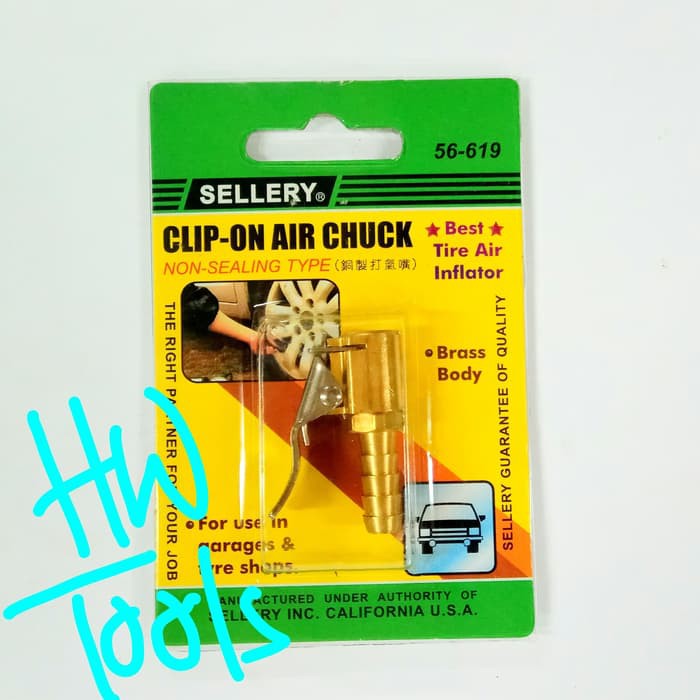 56-619
SELLERY®
CLIP-ON AIR CHUCK
NON-SEALING TYPE (銅製打氣嘴)
★ Best ★
Tire Air
Inflator
THE RIGHT PARTNER FOR YOUR JOB
• Brass
Body
SELLERY GUARANTEE OF QUALITY
• For use in
garages &
tyre shops.
MANUFACTURED UNDER AUTHORITY OF
SELLERY INC. CALIFORNIA U.S.A.
HW
Tools